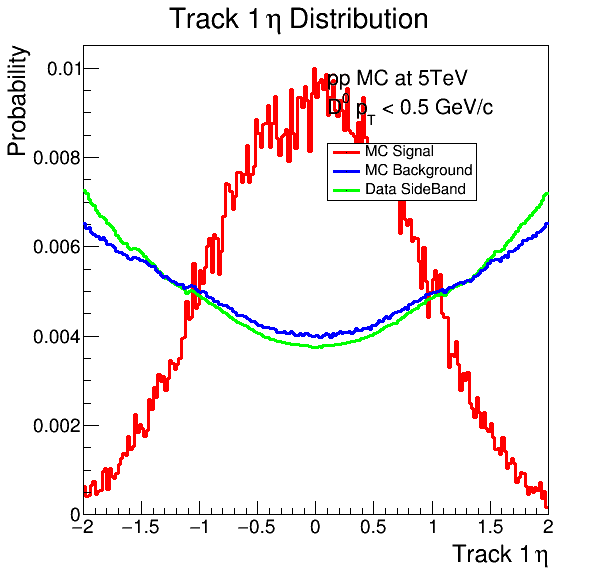 Track 1 η Distribution
Probability
0.01
0.008
0.006
0.004
0.002
0
pp MC at 5TeV
D⁰ p_T < 0.5 GeV/c
MC Signal
MC Background
Data SideBand
−2 −1.5 −1 −0.5 0 0.5 1 1.5 2
Track 1 η